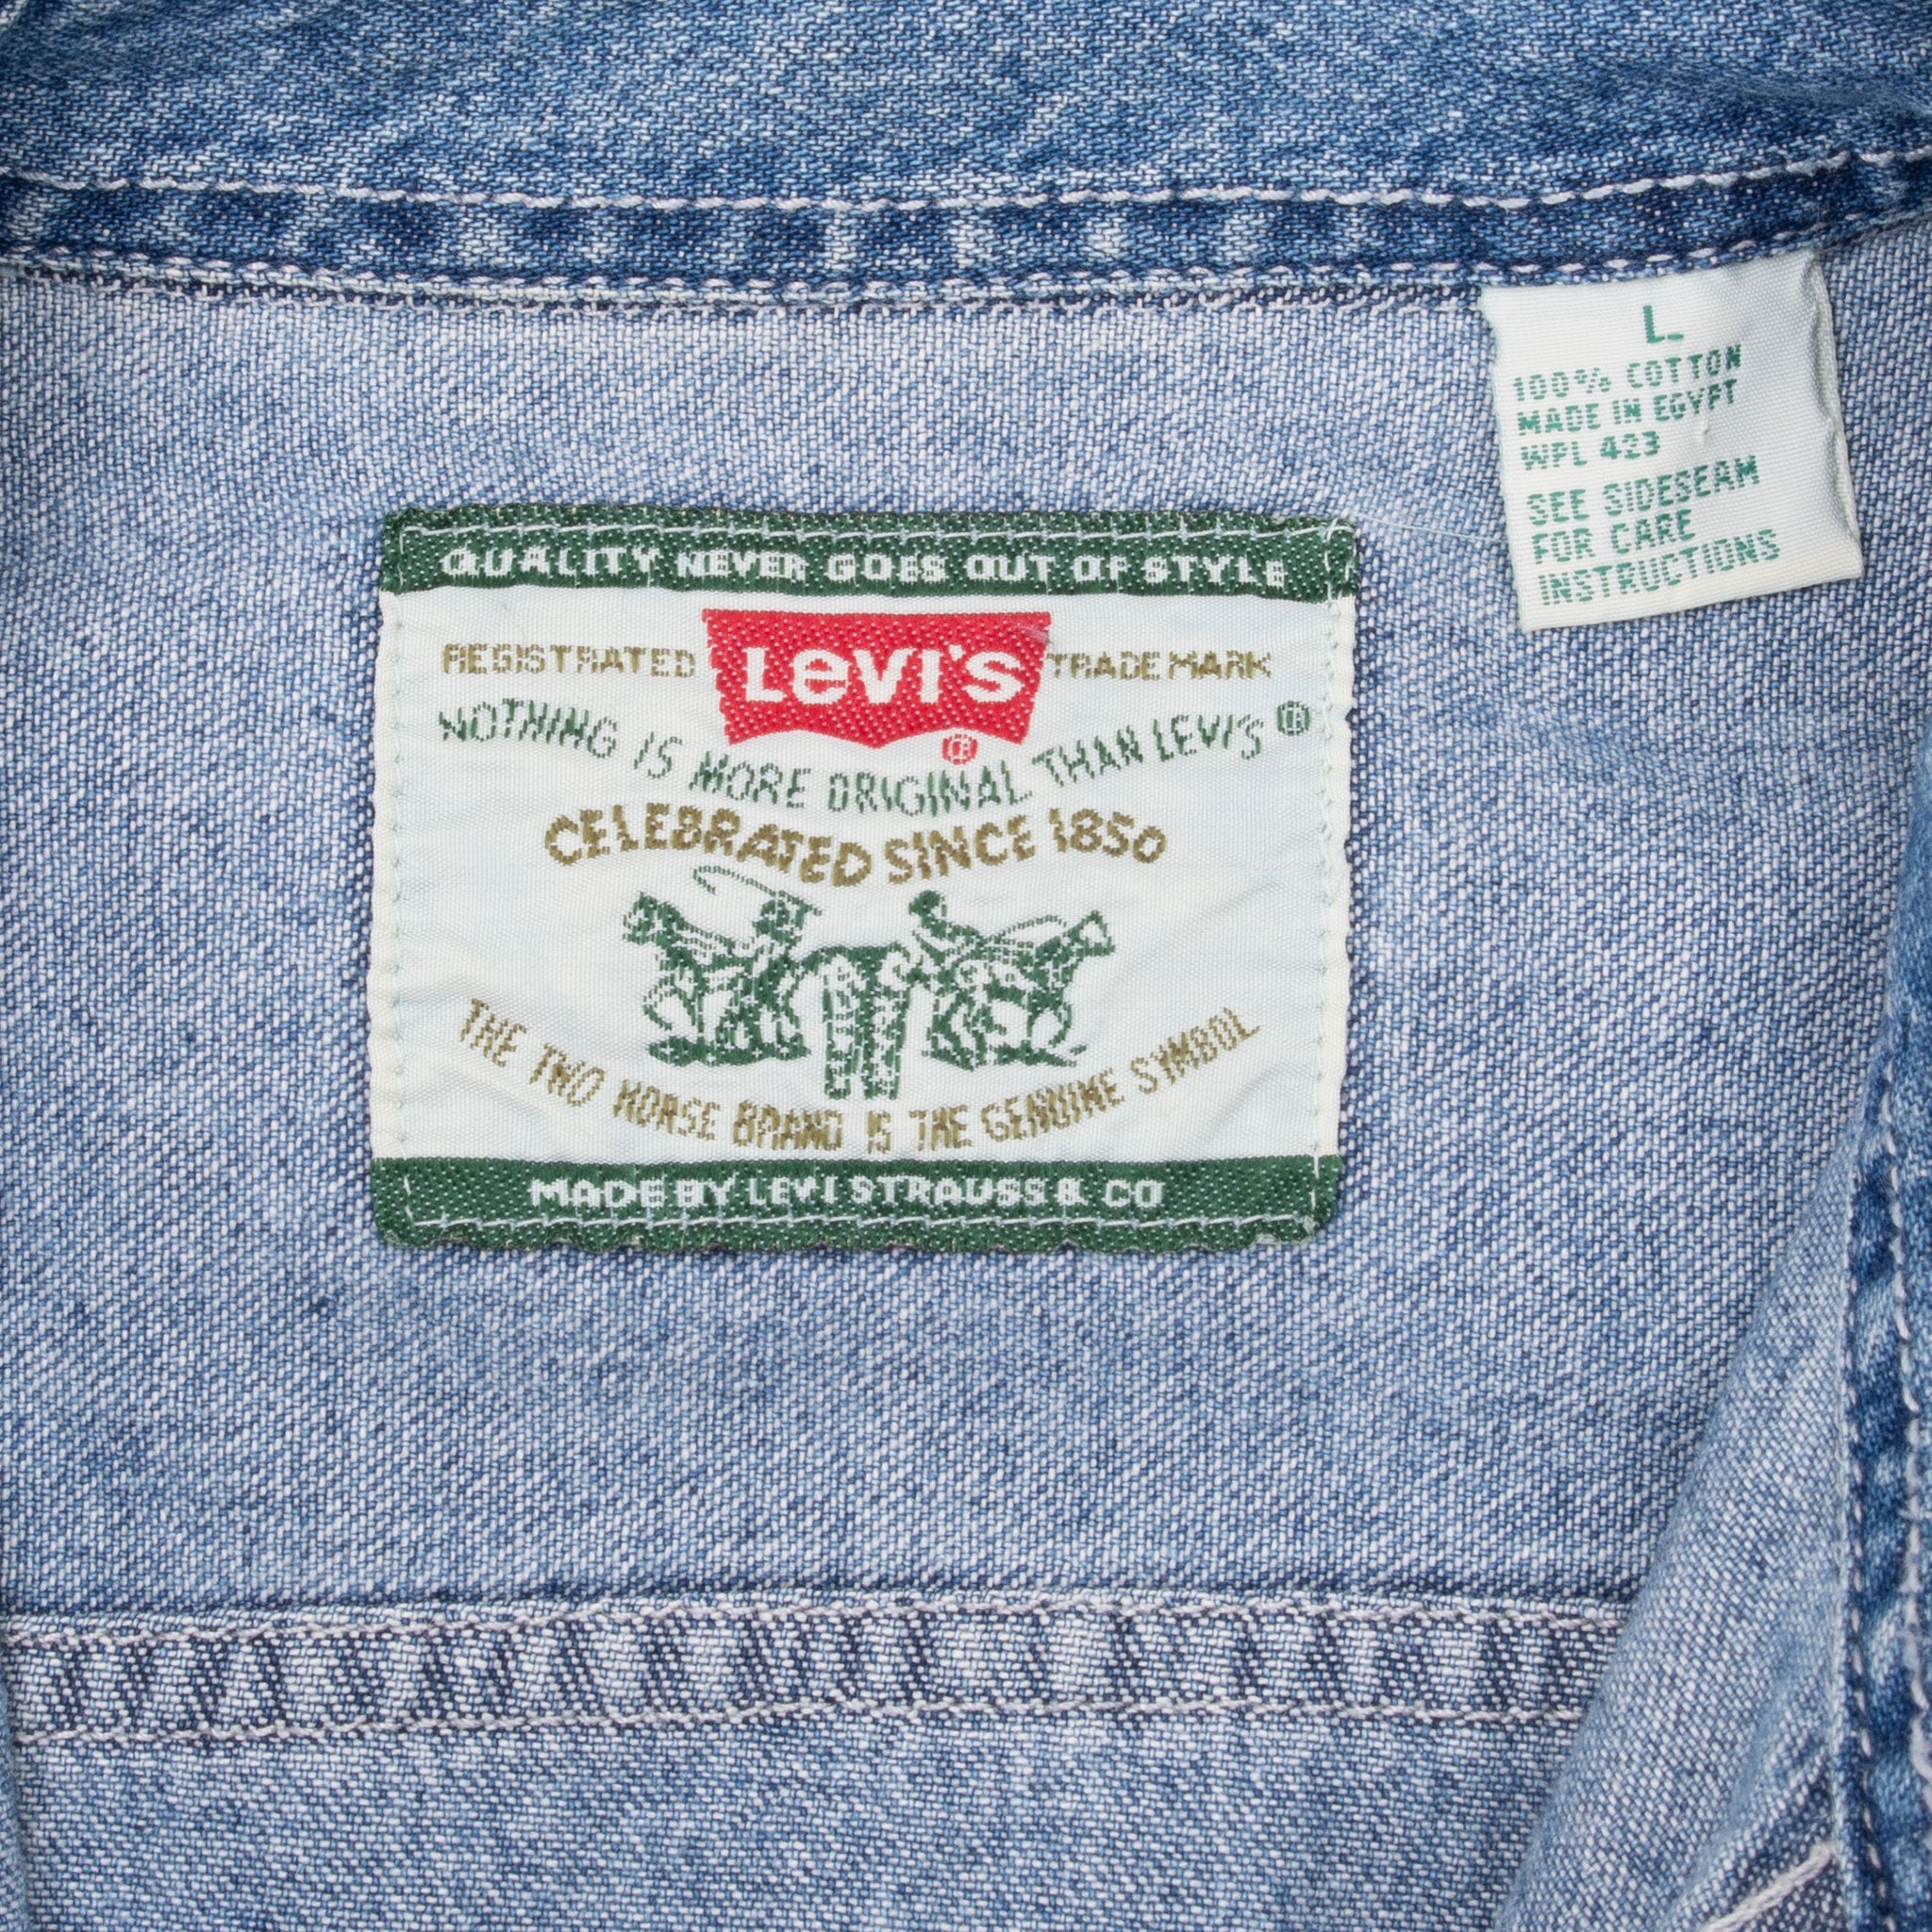 L
100% COTTON
MADE IN EGYPT
WPL 423
SEE SIDESEAM
FOR CARE
INSTRUCTIONS
QUALITY NEVER GOES OUT OF STYLE
REGISTRATED LEVI'S TRADEMARK
®
NOTHING IS MORE ORIGINAL THAN LEVI'S ®
CELEBRATED SINCE 1850
THE TWO HORSE BRAND IS THE GENUINE SYMBOL
MADE BY LEVI STRAUSS & CO